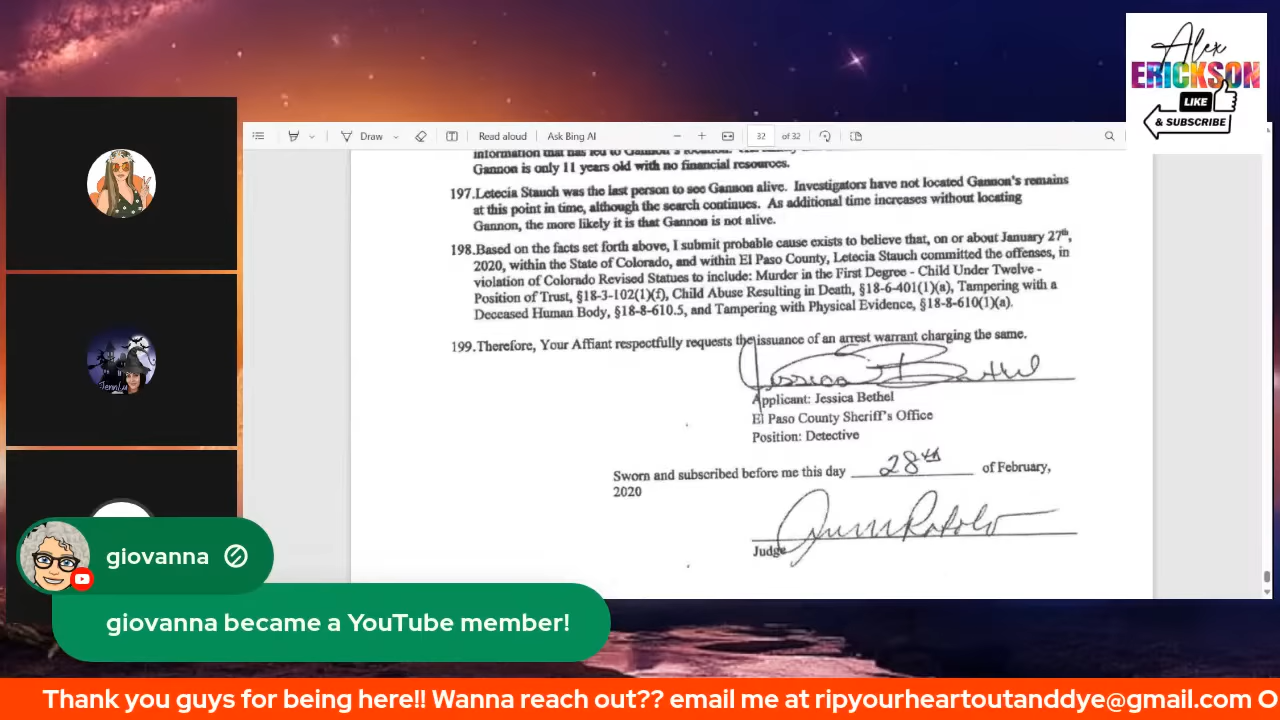 Alex
ERICKSON
LIKE
& SUBSCRIBE
Draw
Read aloud
Ask Bing AI
32
of 32
information that has led to Gannon's location.
Gannon is only 11 years old with no financial resources.
197. Letecia Stauch was the last person to see Gannon alive. Investigators have not located Gannon's remains
at this point in time, although the search continues. As additional time increases without locating
Gannon, the more likely it is that Gannon is not alive.
198. Based on the facts set forth above, I submit probable cause exists to believe that, on or about January 27th,
2020, within the State of Colorado, and within El Paso County, Letecia Stauch committed the offenses, in
violation of Colorado Revised Statues to include: Murder in the First Degree - Child Under Twelve -
Position of Trust, §18-3-102(1)(f), Child Abuse Resulting in Death, §18-6-401(1)(a), Tampering with a
Deceased Human Body, §18-8-610.5, and Tampering with Physical Evidence, §18-8-610(1)(a).
199. Therefore, Your Affiant respectfully requests the issuance of an arrest warrant charging the same.
Jessica Bethel
Applicant: Jessica Bethel
El Paso County Sheriff's Office
Position: Detective
Sworn and subscribed before me this day 28th of February,
2020
Judge
JennLu
giovanna
giovanna became a YouTube member!
Thank you guys for being here!! Wanna reach out?? email me at ripyourheartoutanddye@gmail.com O